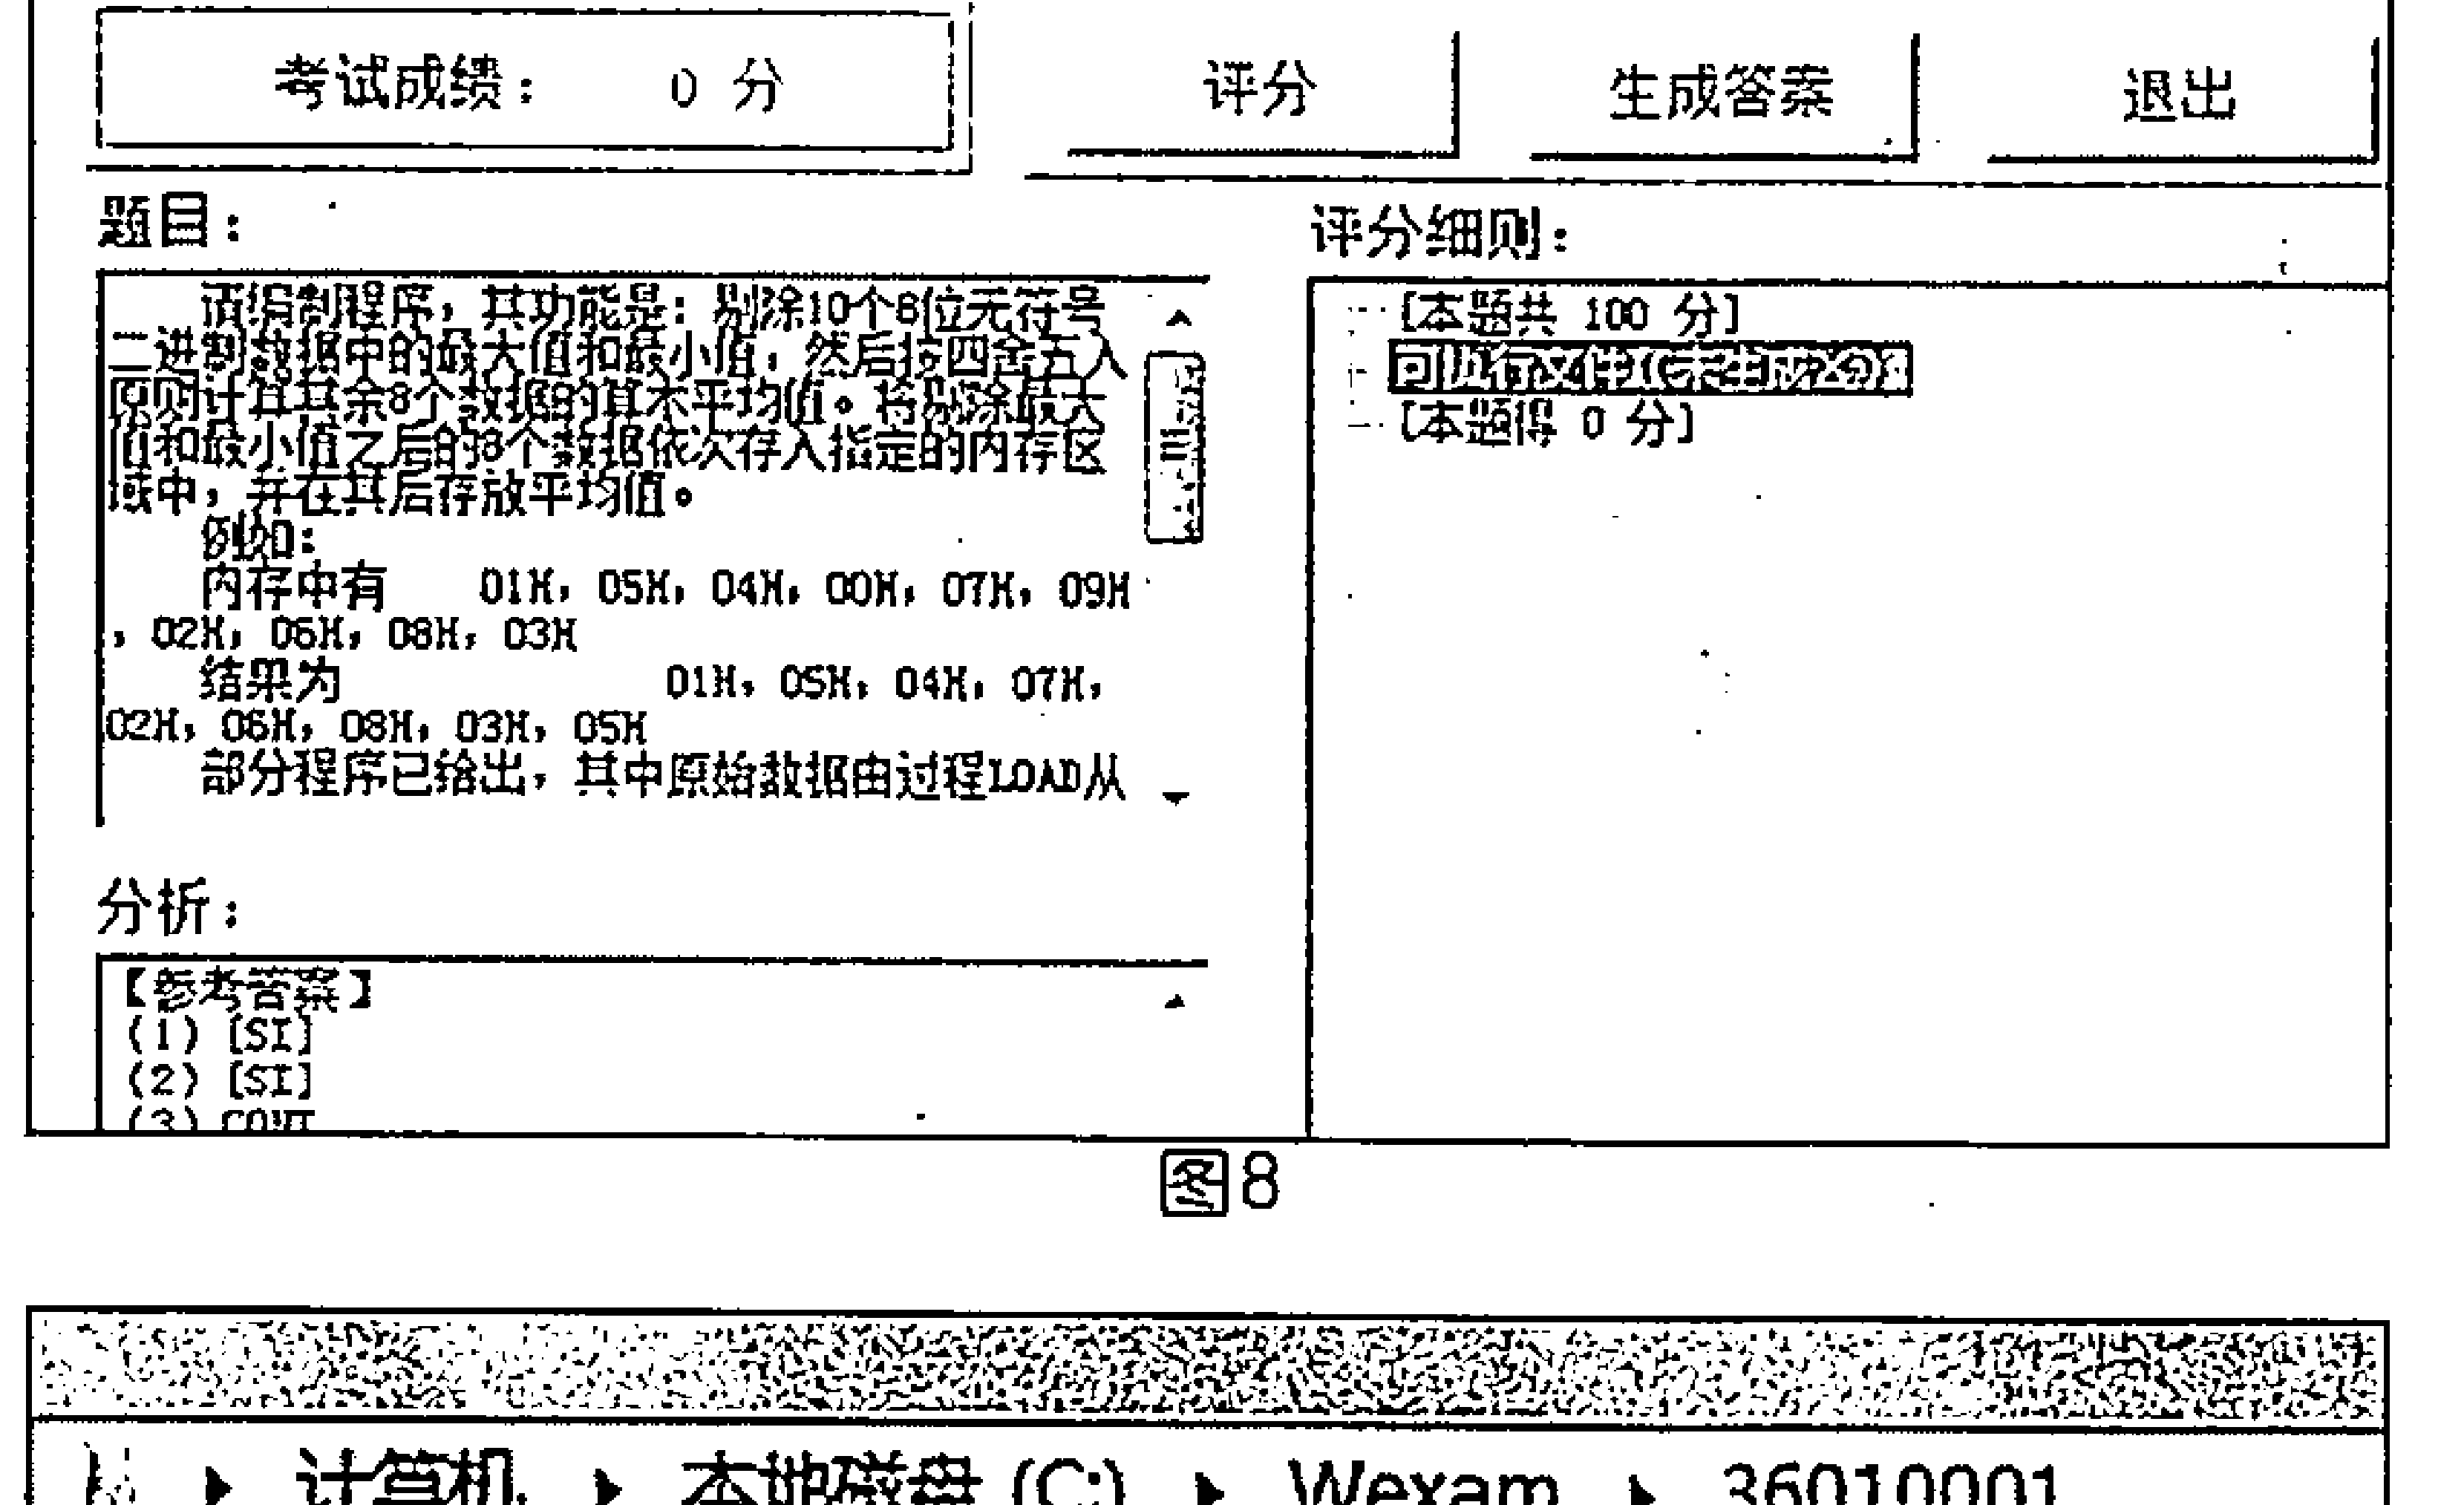 考试成绩： 0 分
评分
生成答案
退出
题目：
请编制程序，其功能是：剔除10个8位无符号
二进制数据中的最大值和最小值，然后按四舍五入
原则计算其余8个数据的算术平均值。将剔除最大
值和最小值之后的8个数据依次存入指定的内存区
域中，并在其后存放平均值。
例如：
内存中有 01H，05H，04H，00H，07H，09H
，02H，06H，08H，03H
结果为 01H，05H，04H，07H，
02H，06H，08H，03H，05H
部分程序已给出，其中原始数据由过程LOAD从
评分细则：
[本题共 100 分]
[本题得 0 分]
分析：
【参考答案】
(1) [SI]
(2) [SI]
(3)
图8
计算机 ▶ 本地磁盘 (C:) ▶ Wexam ▶ 36010001